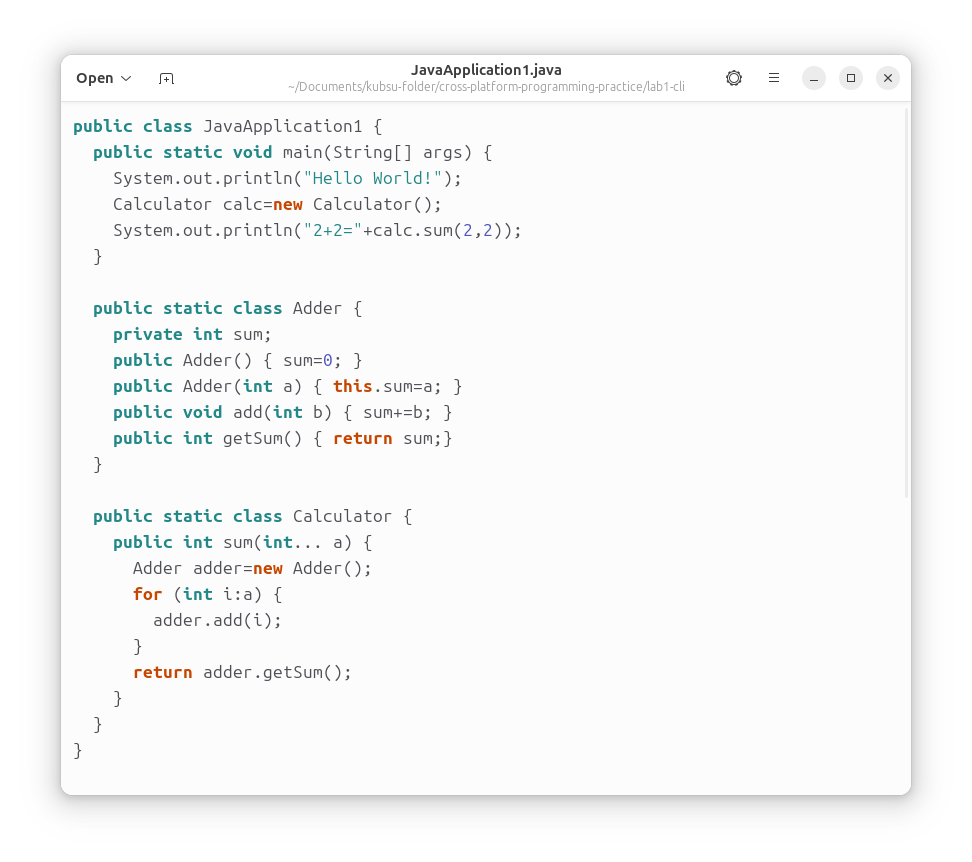 Open
JavaApplication1.java
~/Documents/kubsu-folder/cross-platform-programming-practice/lab1-cli
public class JavaApplication1 {
  public static void main(String[] args) {
    System.out.println("Hello World!");
    Calculator calc=new Calculator();
    System.out.println("2+2="+calc.sum(2,2));
  }

  public static class Adder {
    private int sum;
    public Adder() { sum=0; }
    public Adder(int a) { this.sum=a; }
    public void add(int b) { sum+=b; }
    public int getSum() { return sum;}
  }

  public static class Calculator {
    public int sum(int... a) {
      Adder adder=new Adder();
      for (int i:a) {
        adder.add(i);
      }
      return adder.getSum();
    }
  }
}